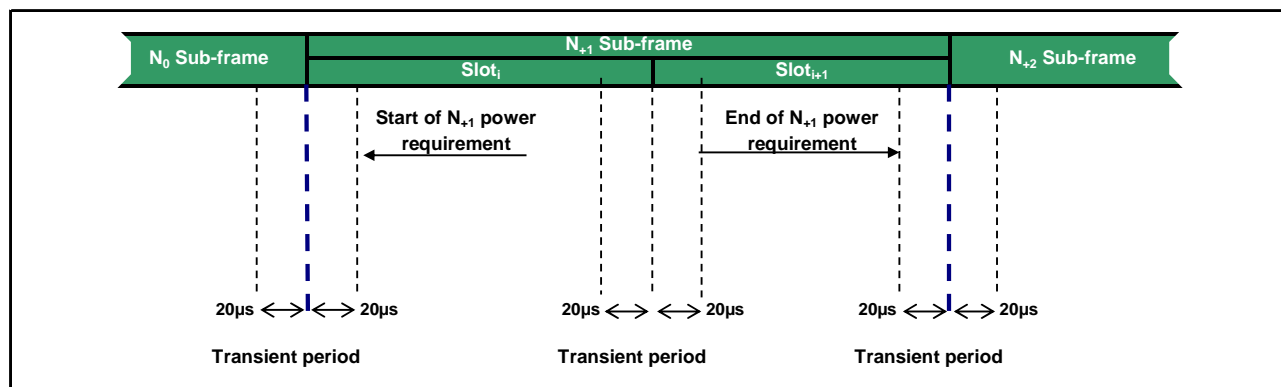 N+1 Sub-frame
N0 Sub-frame
N+2 Sub-frame
Sloti
Sloti+1
Start of N+1 power
requirement
End of N+1 power
requirement
20µs
20µs
20µs
20µs
20µs
20µs
Transient period
Transient period
Transient period